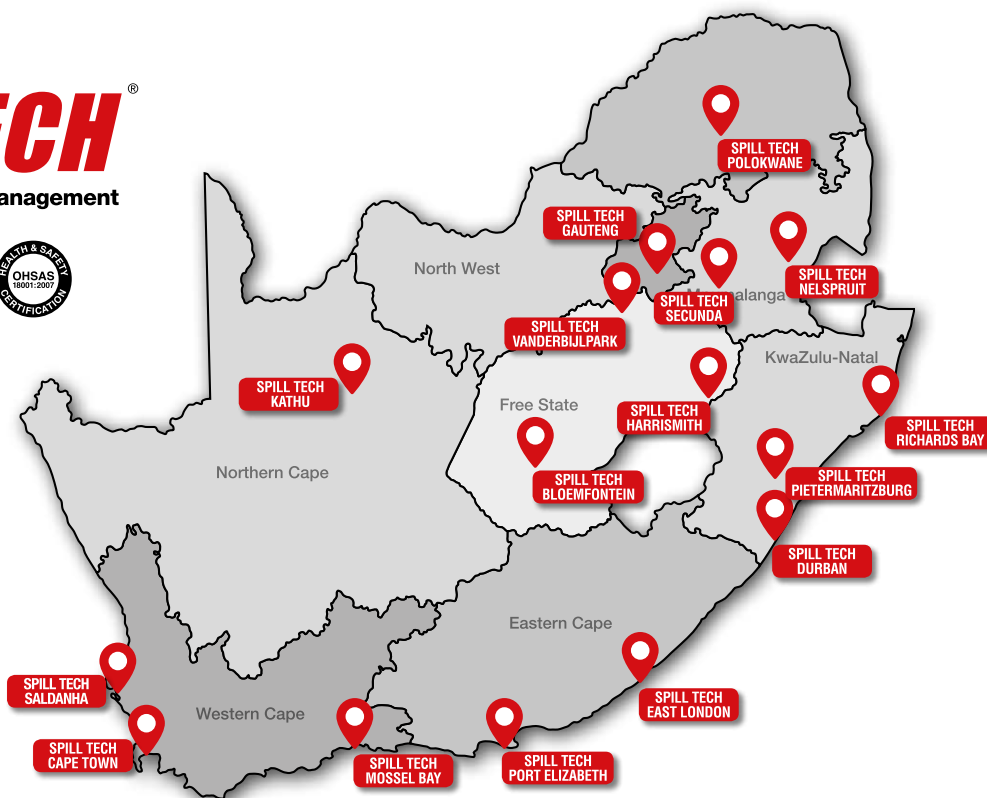 ECH®
anagement
HEALTH & SAFETY
OHSAS
18001:2007
CERTIFICATION
SPILL TECH
POLOKWANE
SPILL TECH
GAUTENG
North West
SPILL TECH
NELSPRUIT
SPILL TECH
SECUNDA
SPILL TECH
VANDERBIJLPARK
KwaZulu-Natal
SPILL TECH
KATHU
Free State
SPILL TECH
HARRISMITH
SPILL TECH
RICHARDS BAY
Northern Cape
SPILL TECH
BLOEMFONTEIN
SPILL TECH
PIETERMARITZBURG
SPILL TECH
DURBAN
Eastern Cape
SPILL TECH
SALDANHA
Western Cape
SPILL TECH
EAST LONDON
SPILL TECH
CAPE TOWN
SPILL TECH
MOSSEL BAY
SPILL TECH
PORT ELIZABETH